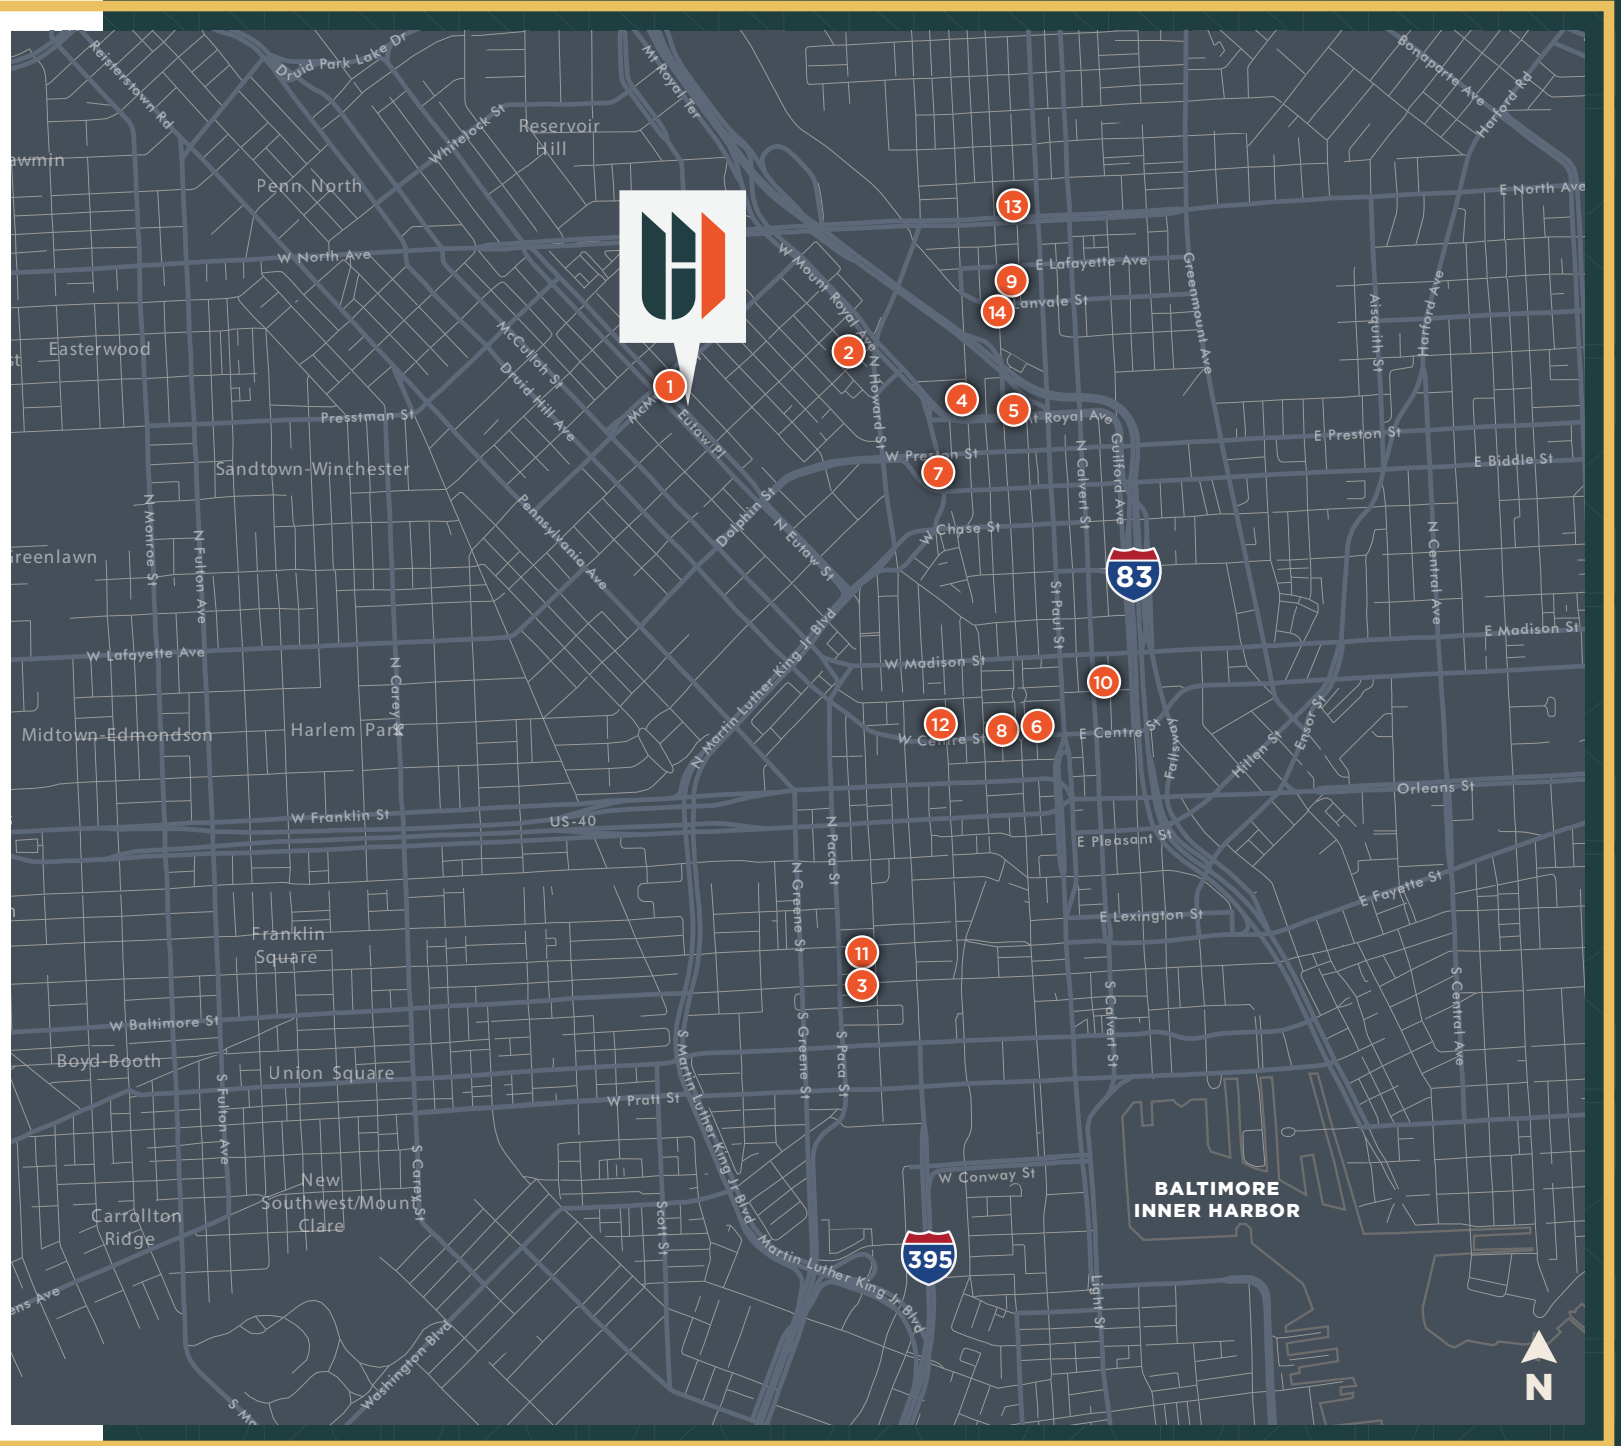 Reisterstown Rd
Druid Park Lake Dr
Mt Royal Ter
Bonaparte Ave
Harford Rd
Whitelock St
Reservoir
Hill
awmin
Penn North
E North Ave
13
W North Ave
W Mount Royal Ave
E Lafayette Ave
Greenmount Ave
9
Lanvale St
14
Aisquith St
Harford Ave
Easterwood
st
McCulloh St
Druid Hill Ave
2
N Howard St
1
McM
Eutaw Pl
4
5
t Royal Ave
Presstman St
Guilford Ave
E Preston St
W Preston St
N Calvert St
E Biddle St
Sandtown-Winchester
7
N Monroe St
N Fulton Ave
Pennsylvania Ave
Dolphin St
N Eutaw St
W Chase St
N Central Ave
reenlawn
83
St Paul St
E Madison St
W Lafayette Ave
N Carey St
N Martin Luther King Jr Blvd
W Madison St
10
Midtown-Edmondson
Harlem Park
12
8
6
W Centre St
E Centre St
Fallsway
Hillen St
Ensor St
Orleans St
W Franklin St
US-40
N Paca St
E Pleasant St
N Greene St
E Fayette St
E Lexington St
Franklin
Square
11
3
S Calvert St
S Central Ave
W Baltimore St
Boyd-Booth
Union Square
S Fulton Ave
S Martin Luther King Jr Blvd
S Greene St
S Paca St
W Pratt St
S Carey St
W Conway St
New
Southwest/Mount
Clare
BALTIMORE
INNER HARBOR
Carrollton
Ridge
Scott St
Martin Luther King Jr Blvd
395
Light St
ens Ave
Washington Blvd
N